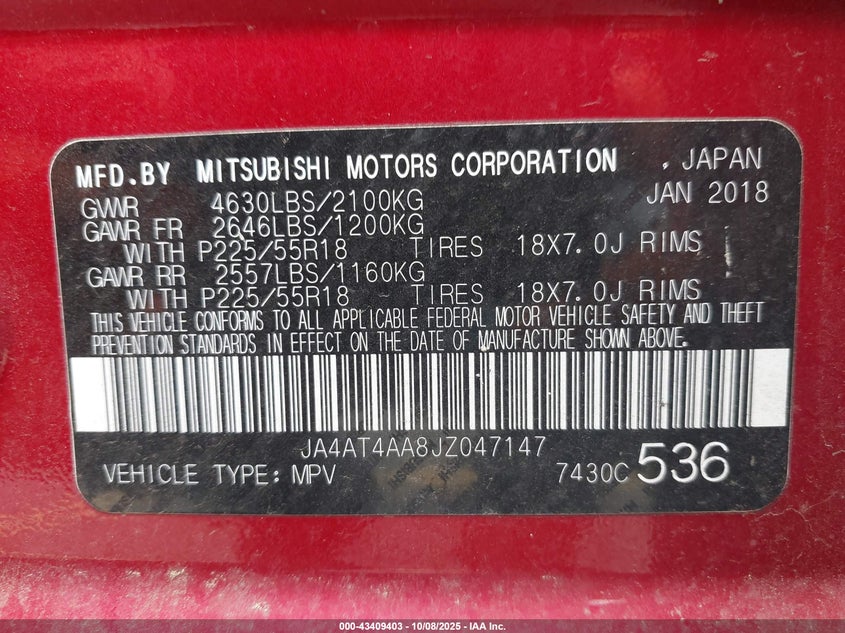 MFD.BY MITSUBISHI MOTORS CORPORATION , JAPAN
GVWR 4630LBS/2100KG JAN 2018
GAWR FR 2646LBS/1200KG
WITH P225/55R18 TIRES 18X7.0J RIMS
GAWR RR 2557LBS/1160KG
WITH P225/55R18 TIRES 18X7.0J RIMS
THIS VEHICLE CONFORMS TO ALL APPLICABLE FEDERAL MOTOR VEHICLE SAFETY AND THEFT
PREVENTION STANDARDS IN EFFECT ON THE DATE OF MANUFACTURE SHOWN ABOVE.
JA4AT4AA8JZ047147
VEHICLE TYPE: MPV 7430C 536
000-43409403 - 10/08/2025 - IAA Inc.